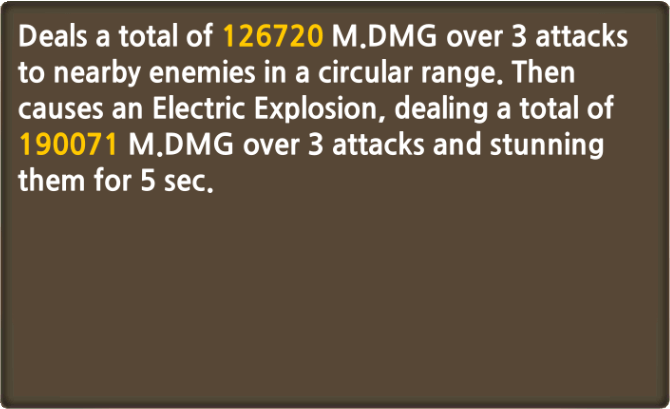 Deals a total of 126720 M.DMG over 3 attacks
to nearby enemies in a circular range. Then
causes an Electric Explosion, dealing a total of
190071 M.DMG over 3 attacks and stunning
them for 5 sec.